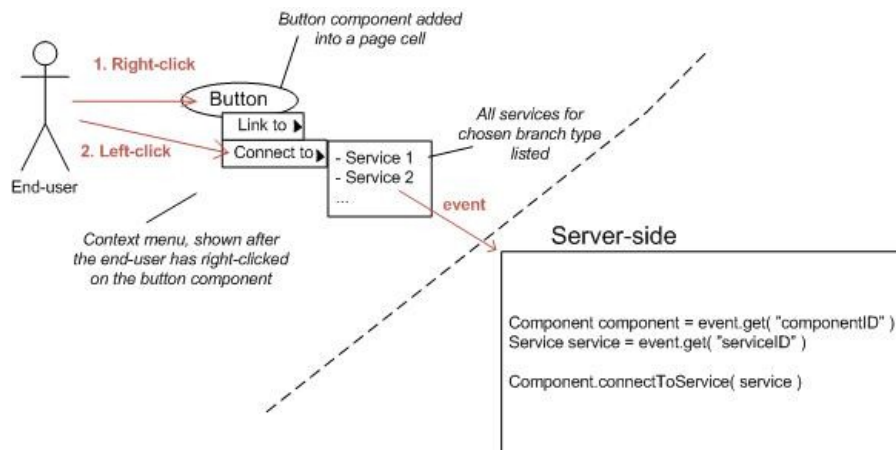 Button component added
into a page cell
1. Right-click
Button
Link to
2. Left-click
Connect to
All services for
chosen branch type
listed
- Service 1
- Service 2
...
End-user
event
Context menu, shown after
the end-user has right-clicked
on the button component
Server-side
Component component = event.get( "componentID" )
Service service = event.get( "serviceID" )
Component.connectToService( service )